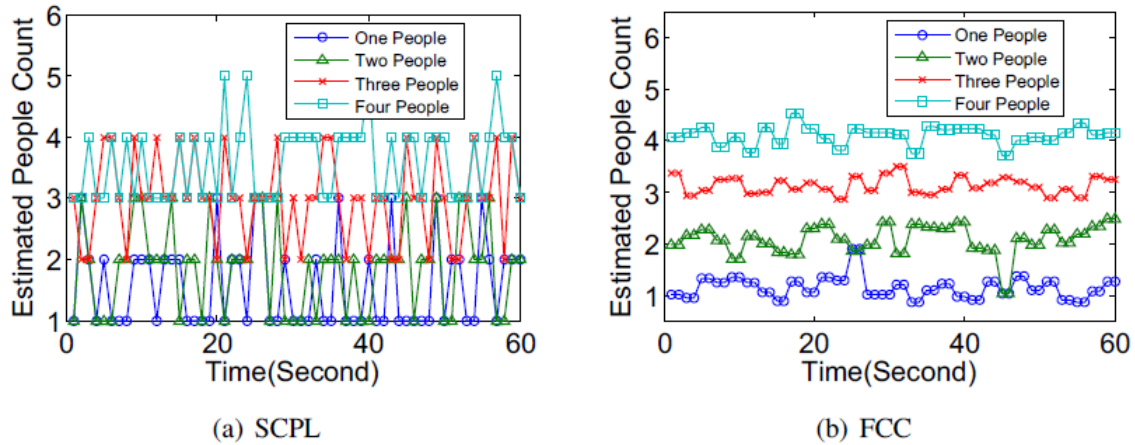 Estimated People Count
6
5
4
3
2
1
0
20
40
60
Time(Second)
One People
Two People
Three People
Four People
(a) SCPL
Estimated People Count
6
5
4
3
2
1
0
20
40
60
Time(Second)
One People
Two People
Three People
Four People
(b) FCC